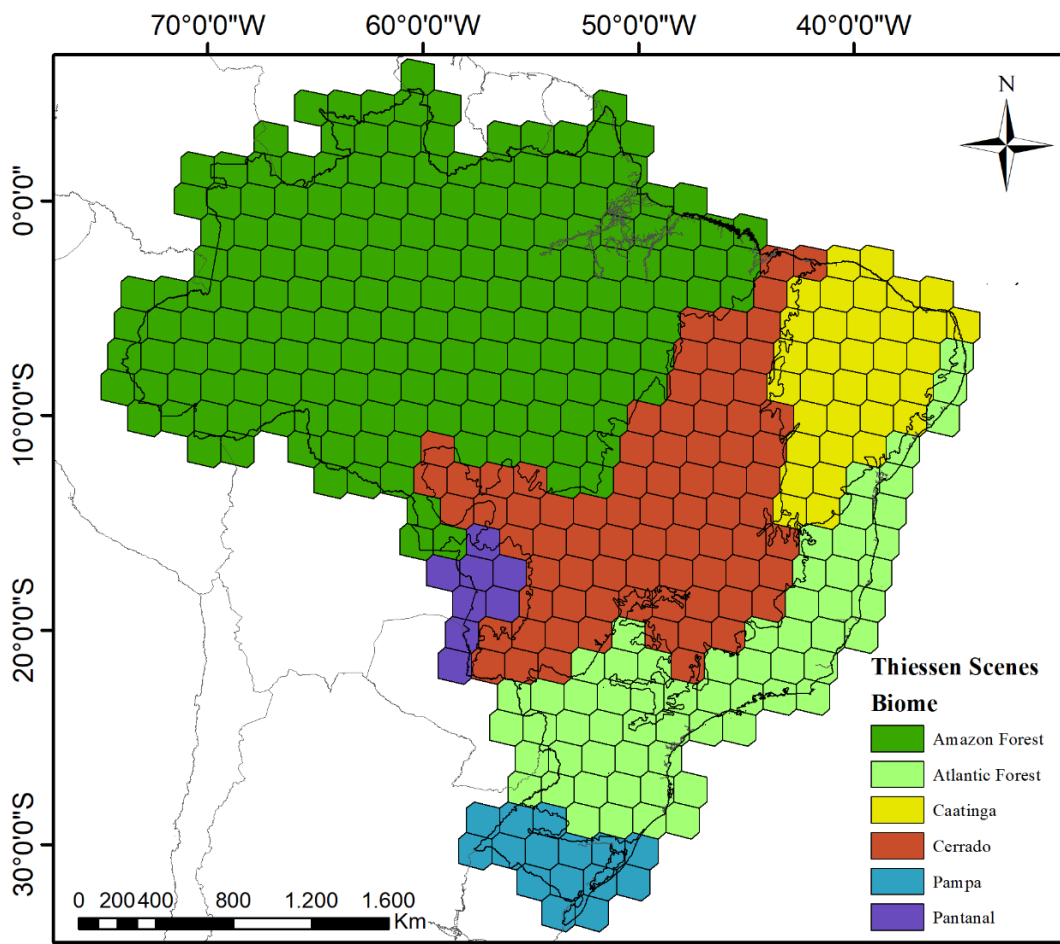 70°0'0"W 60°0'0"W 50°0'0"W 40°0'0"W
N
0°0'0"
10°0'0"S
20°0'0"S
30°0'0"S
Thiessen Scenes
Biome
Amazon Forest
Atlantic Forest
Caatinga
Cerrado
Pampa
Pantanal
0 200400 800 1.200 1.600
Km